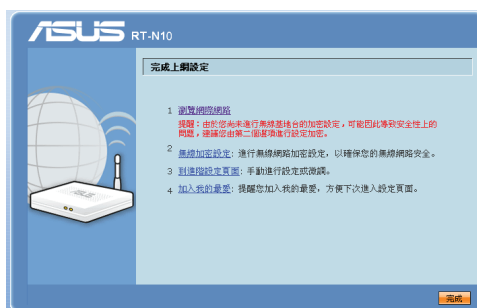 ASUS RT-N10
完成上網設定
1 瀏覽網際網路
提醒：由於您尚未進行無線基地台的加密設定，可能因此導致安全性上的
問題，建議您由第二個選項進行設定加密。
2 無線加密設定: 進行無線網路加密設定，以確保您的無線網路安全。
3 到進階設定頁面: 手動進行設定或微調。
4 加入我的最愛: 提醒您加入我的最愛，方便下次進入設定頁面。
完成